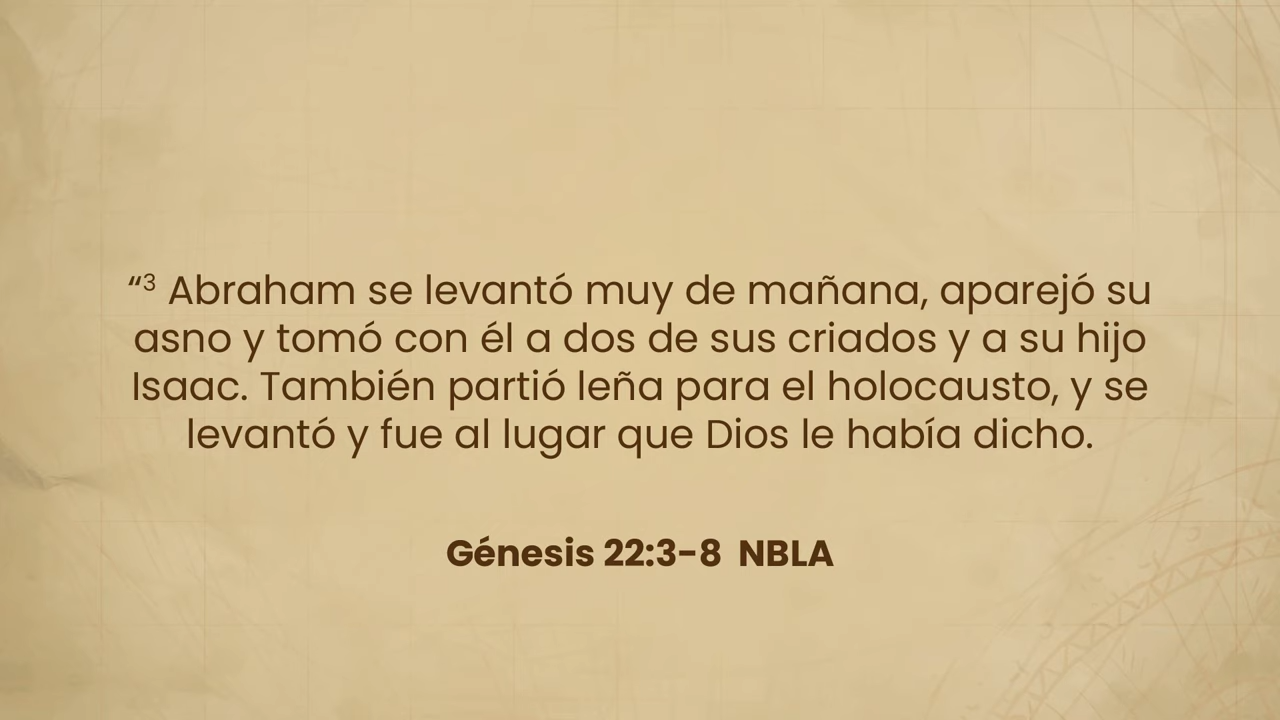 “³ Abraham se levantó muy de mañana, aparejó su
asno y tomó con él a dos de sus criados y a su hijo
Isaac. También partió leña para el holocausto, y se
levantó y fue al lugar que Dios le había dicho.
Génesis 22:3-8 NBLA